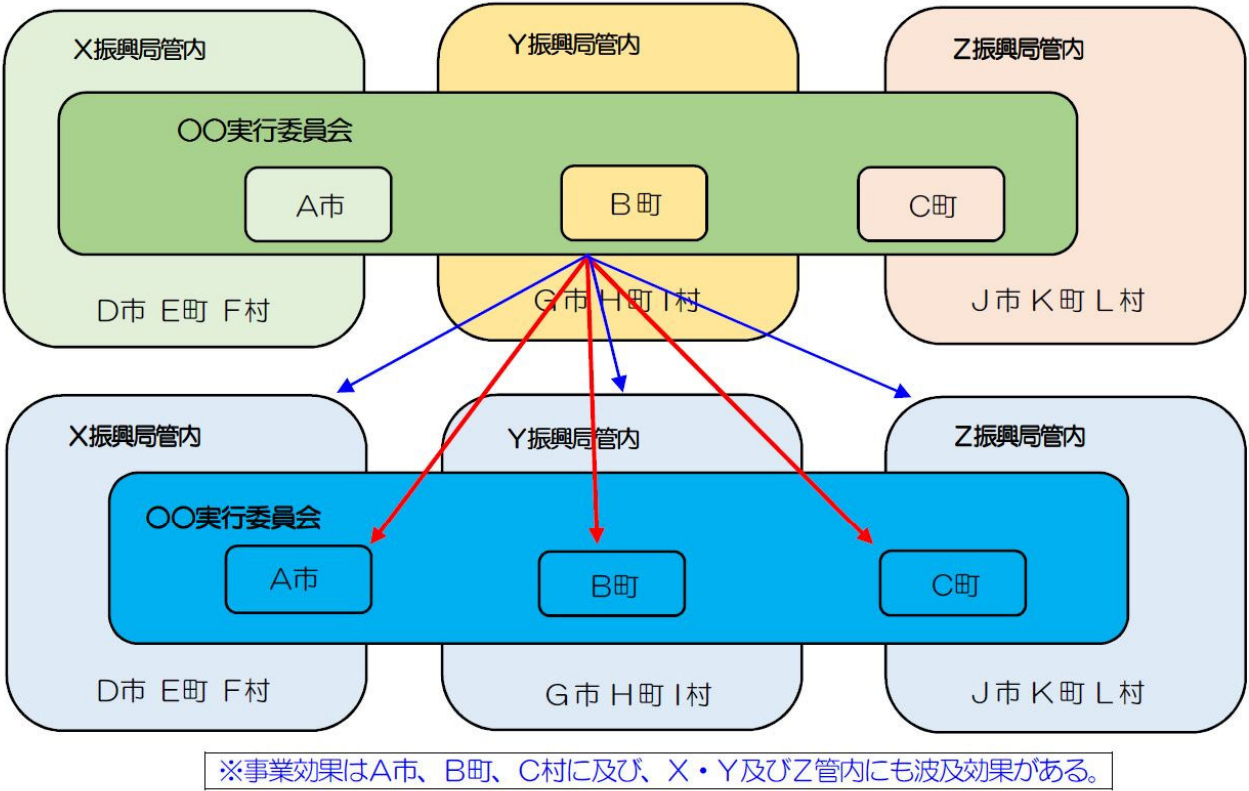 X振興局管内
Y振興局管内
Z振興局管内
〇〇実行委員会
A市
B町
C町
D市 E町 F村
G市 H町 I村
J市 K町 L村
X振興局管内
Y振興局管内
Z振興局管内
〇〇実行委員会
A市
B町
C町
D市 E町 F村
G市 H町 I村
J市 K町 L村
※事業効果はA市、B町、C村に及び、X・Y及びZ管内にも波及効果がある。